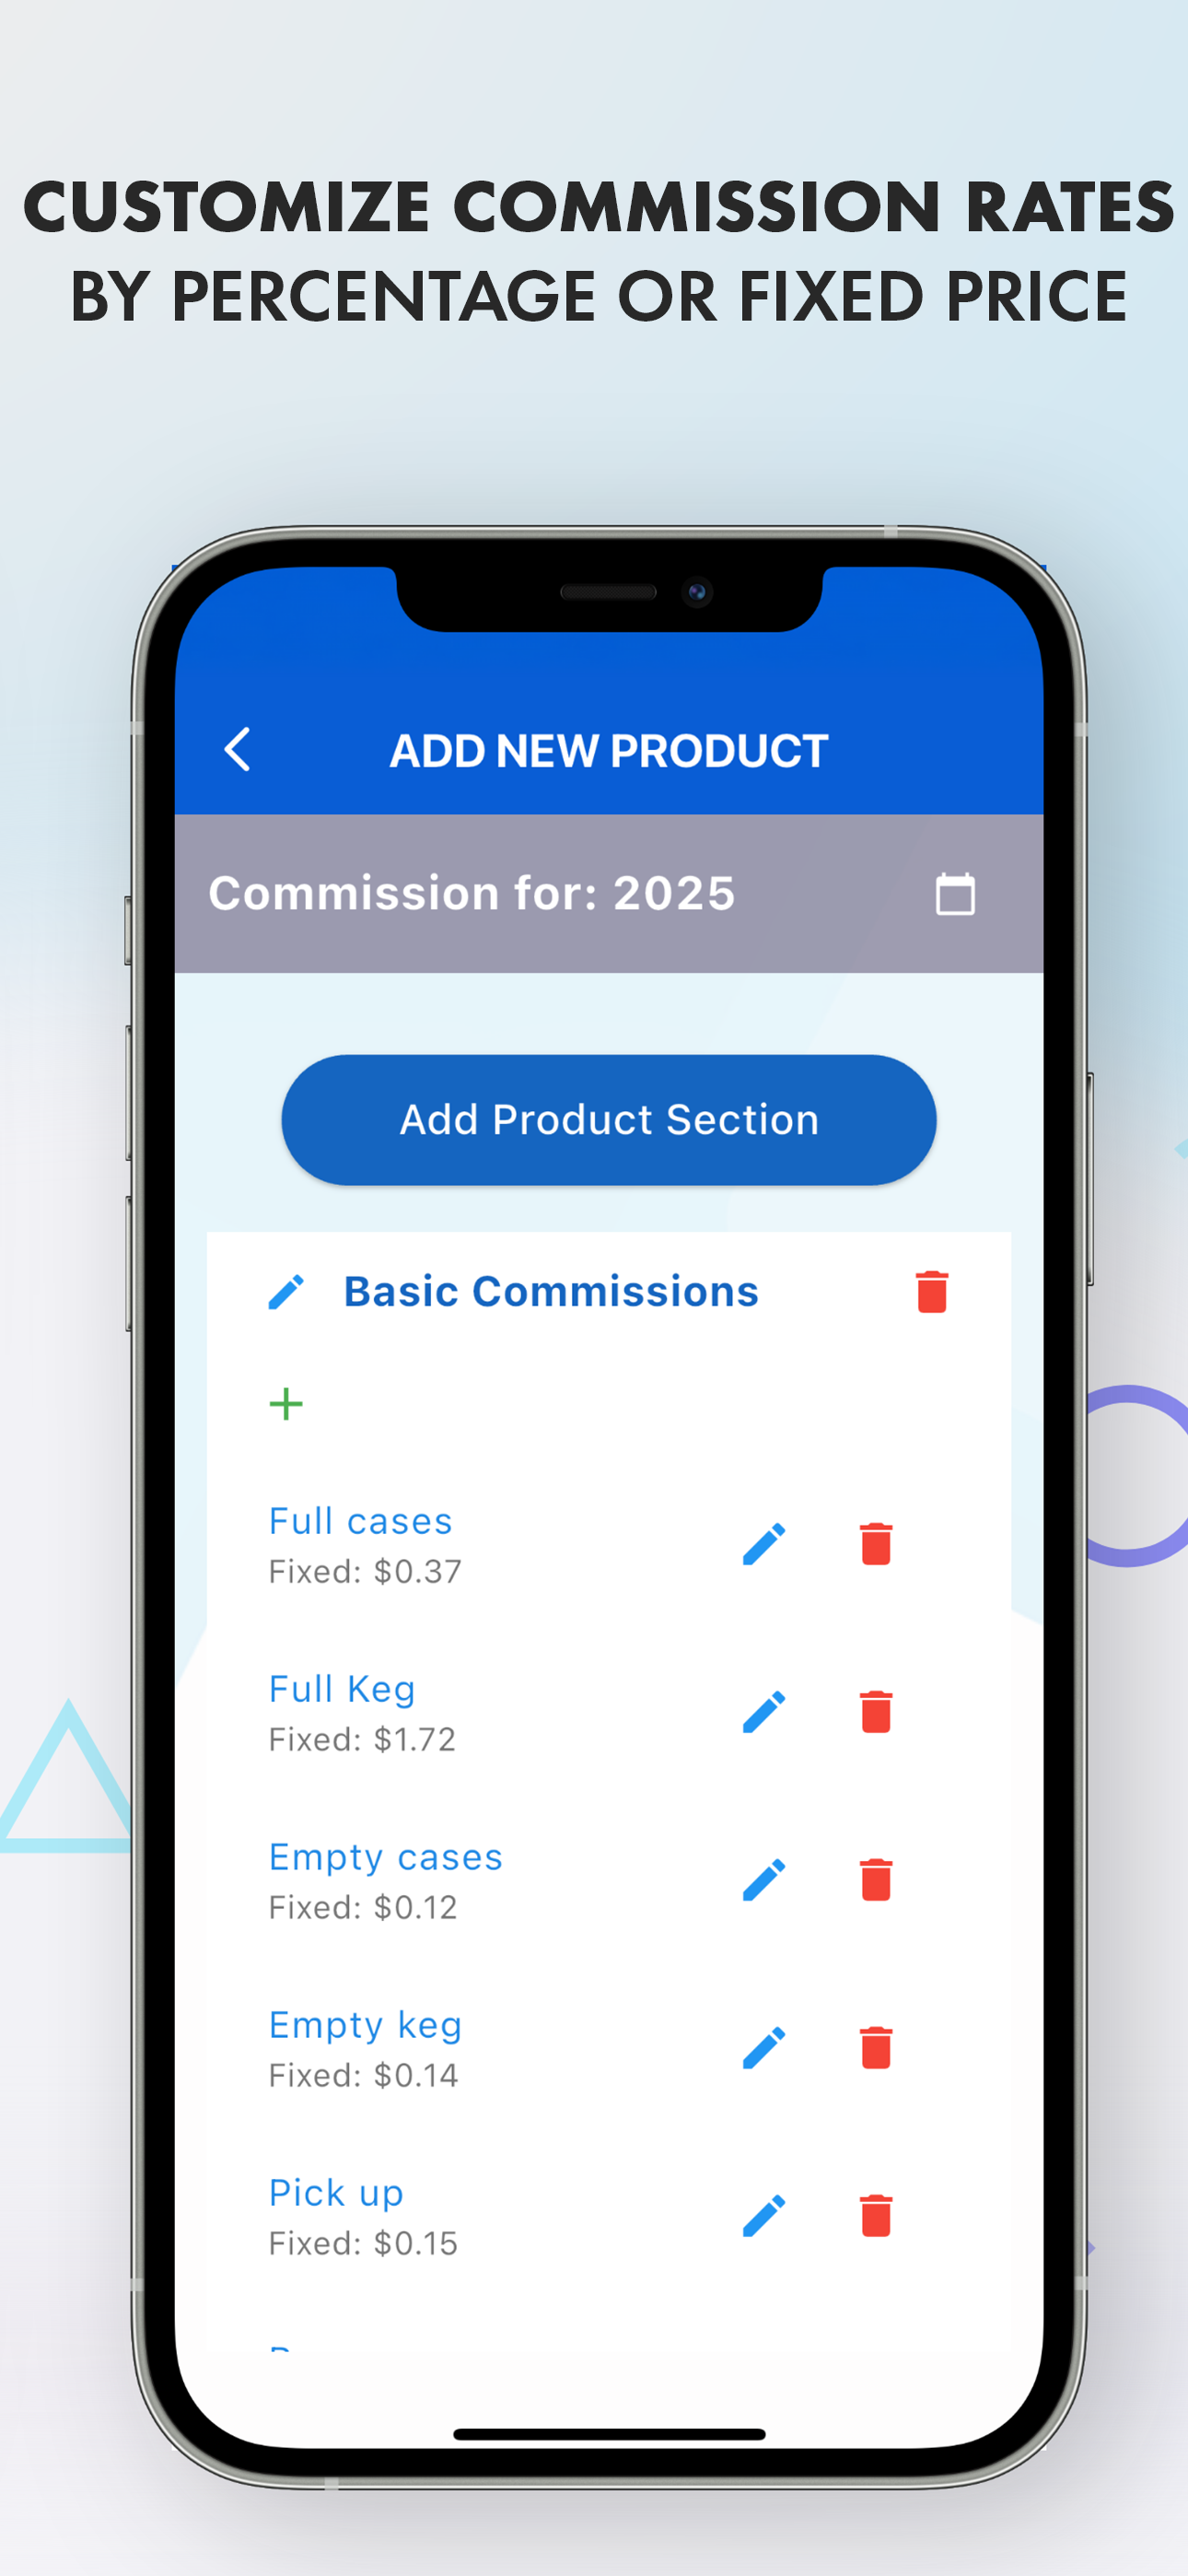 CUSTOMIZE COMMISSION RATES
BY PERCENTAGE OR FIXED PRICE
ADD NEW PRODUCT
Commission for: 2025
Add Product Section
Basic Commissions
Full cases
Fixed: $0.37
Full Keg
Fixed: $1.72
Empty cases
Fixed: $0.12
Empty keg
Fixed: $0.14
Pick up
Fixed: $0.15